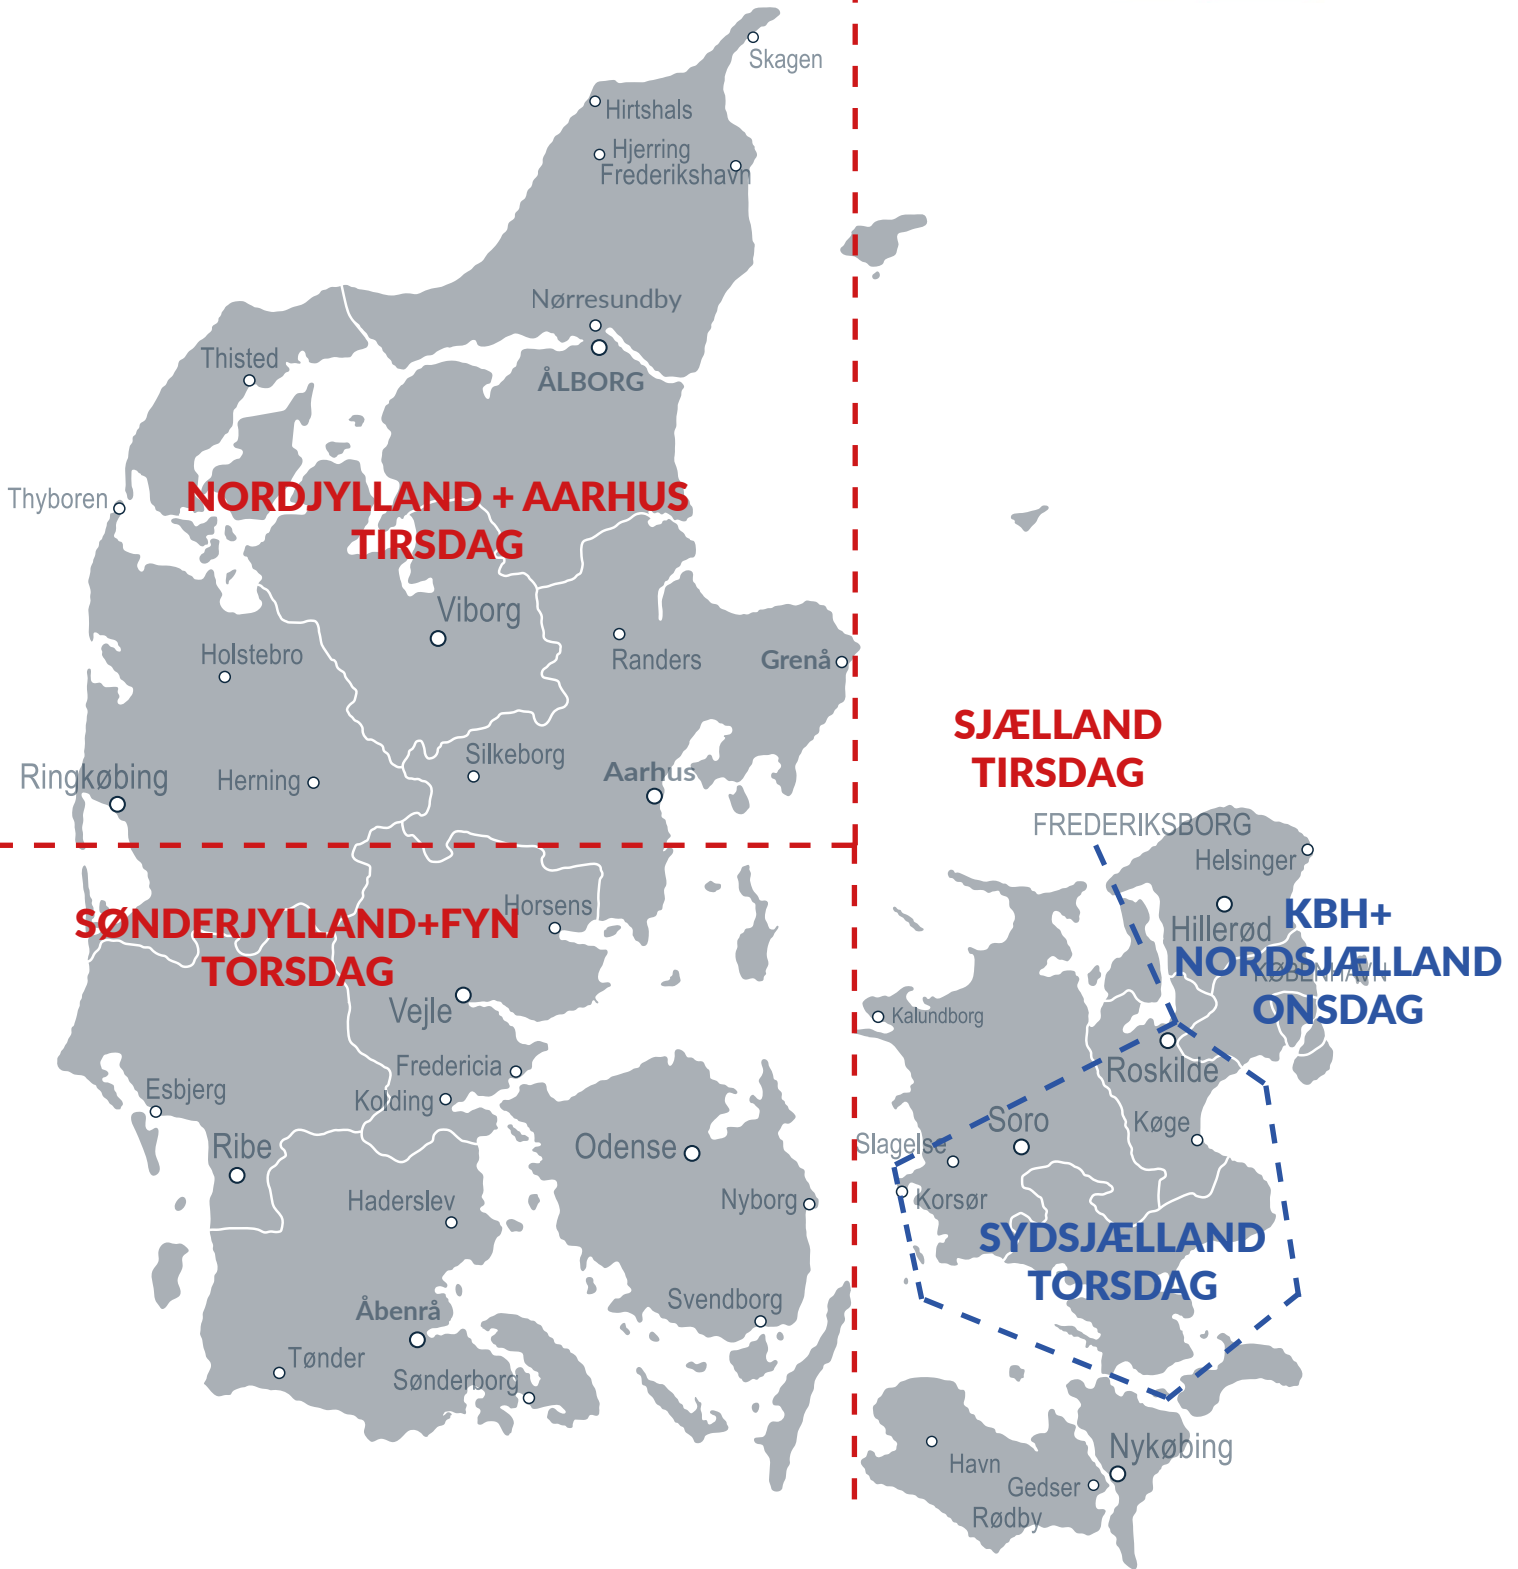 Skagen
Hirtshals
Hjerring
Frederikshavn
Nørresundby
ÅLBORG
Thisted
Thyboren
NORDJYLLAND + AARHUS
TIRSDAG
Viborg
Holstebro
Randers
Grenå
Silkeborg
Aarhus
Ringkøbing
Herning
SJÆLLAND
TIRSDAG
FREDERIKSBORG
Helsinger
Hillerød
KBH+
NORDSJÆLLAND
KØBENHAVN
ONSDAG
Horsens
SØNDERJYLLAND+FYN
TORSDAG
Vejle
Kalundborg
Fredericia
Kolding
Esbjerg
Roskilde
Ribe
Odense
Soro
Køge
Slagelse
Haderslev
Nyborg
Korsør
SYDSJÆLLAND
TORSDAG
Svendborg
Åbenrå
Tønder
Sønderborg
Nykøbing
Havn
Gedser
Rødby